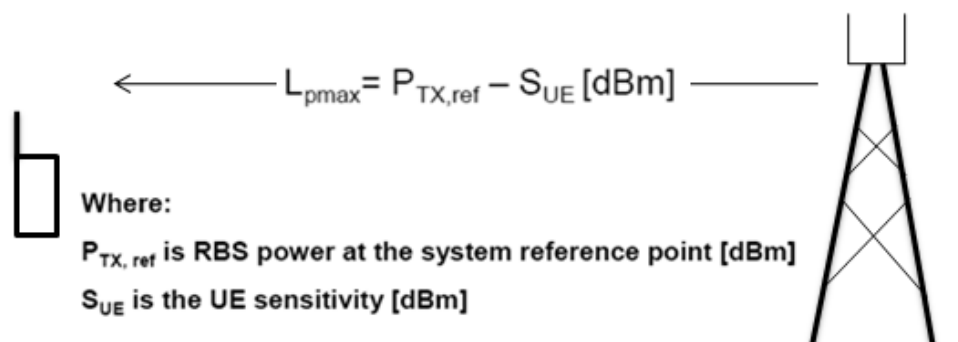 Lpmax= PTX,ref – SUE [dBm]
Where:
PTX, ref is RBS power at the system reference point [dBm]
SUE is the UE sensitivity [dBm]